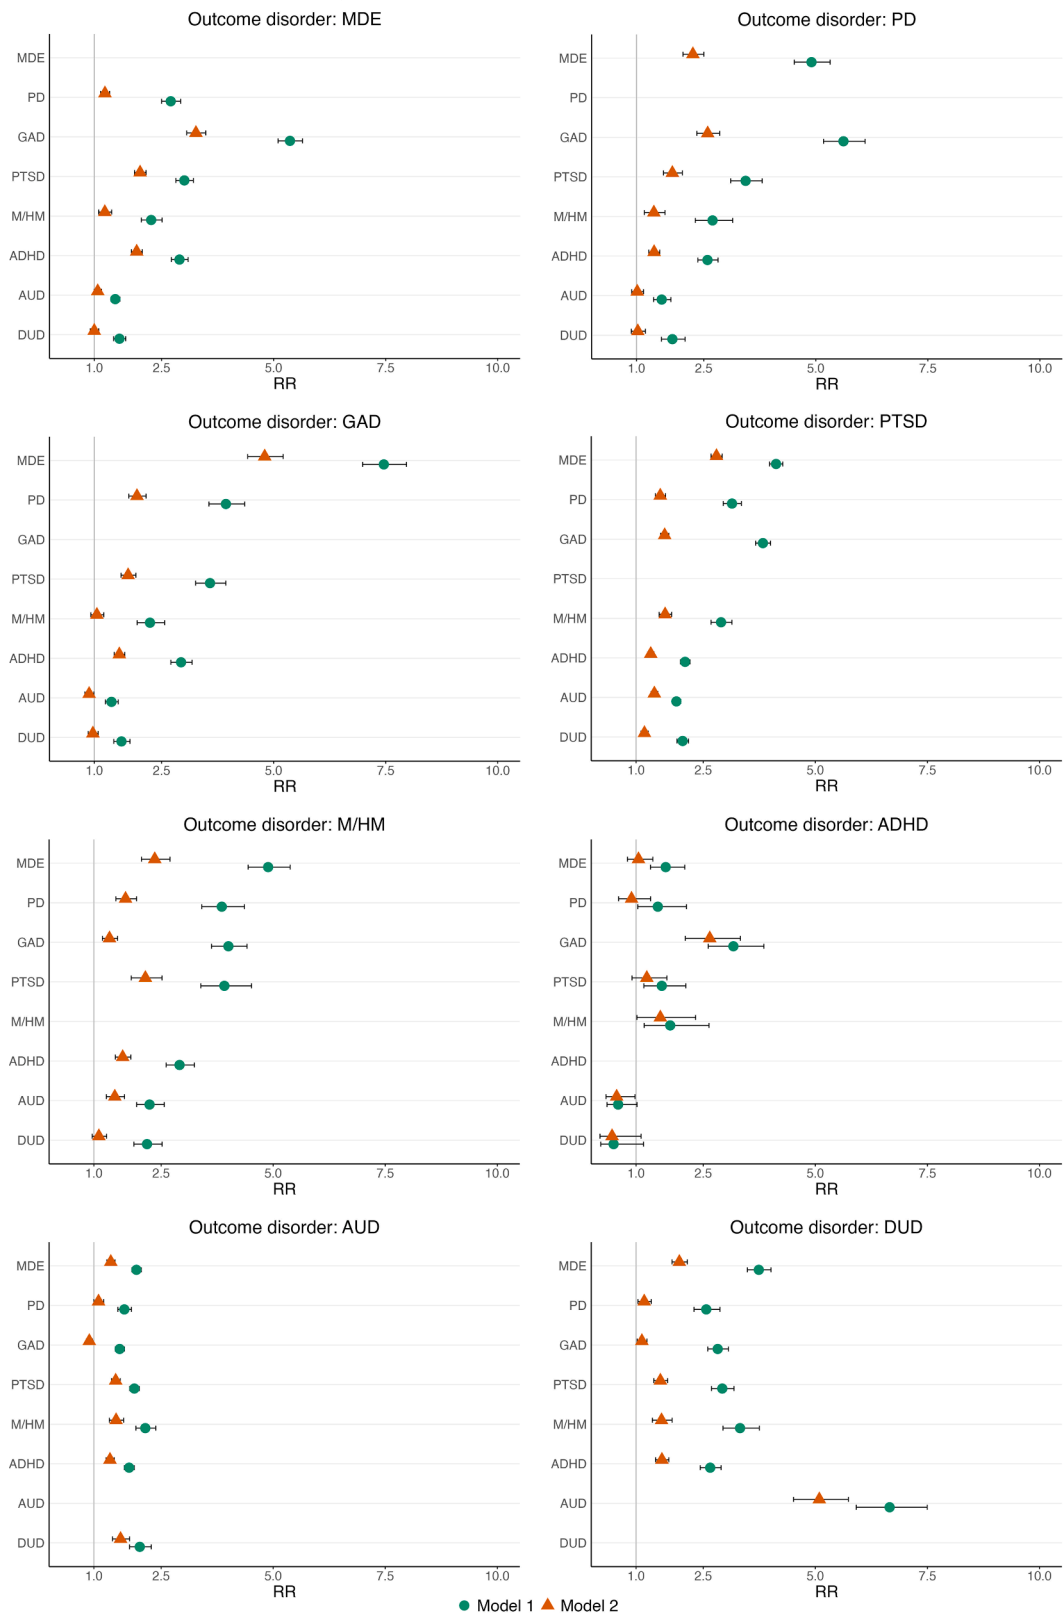 Outcome disorder: MDE
MDE
PD
GAD
PTSD
M/HM
ADHD
AUD
DUD
1.0 2.5 5.0 7.5 10.0
RR
Outcome disorder: PD
MDE
PD
GAD
PTSD
M/HM
ADHD
AUD
DUD
1.0 2.5 5.0 7.5 10.0
RR
Outcome disorder: GAD
MDE
PD
GAD
PTSD
M/HM
ADHD
AUD
DUD
1.0 2.5 5.0 7.5 10.0
RR
Outcome disorder: PTSD
MDE
PD
GAD
PTSD
M/HM
ADHD
AUD
DUD
1.0 2.5 5.0 7.5 10.0
RR
Outcome disorder: M/HM
MDE
PD
GAD
PTSD
M/HM
ADHD
AUD
DUD
1.0 2.5 5.0 7.5 10.0
RR
Outcome disorder: ADHD
MDE
PD
GAD
PTSD
M/HM
ADHD
AUD
DUD
1.0 2.5 5.0 7.5 10.0
RR
Outcome disorder: AUD
MDE
PD
GAD
PTSD
M/HM
ADHD
AUD
DUD
1.0 2.5 5.0 7.5 10.0
RR
Outcome disorder: DUD
MDE
PD
GAD
PTSD
M/HM
ADHD
AUD
DUD
1.0 2.5 5.0 7.5 10.0
RR
Model 1 Model 2